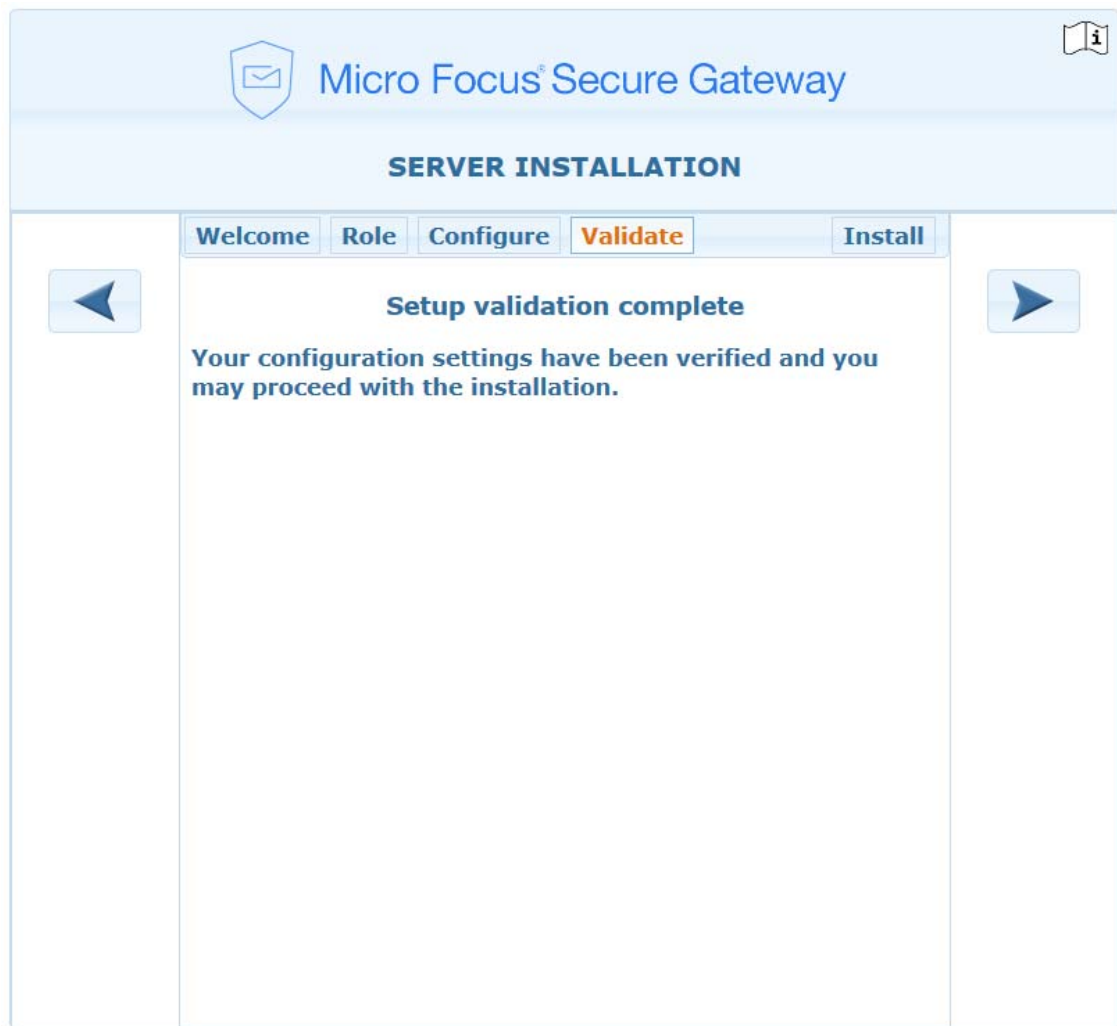 i
Micro Focus® Secure Gateway
SERVER INSTALLATION
Welcome Role Configure Validate Install
Setup validation complete
Your configuration settings have been verified and you
may proceed with the installation.